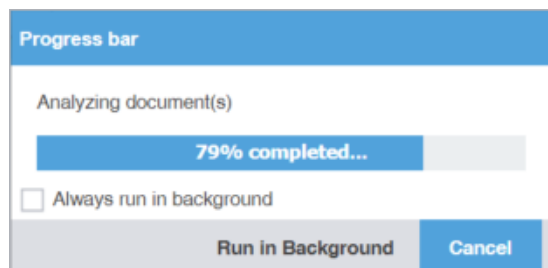 Progress bar
Analyzing document(s)
79% completed...
Always run in background
Run in Background Cancel